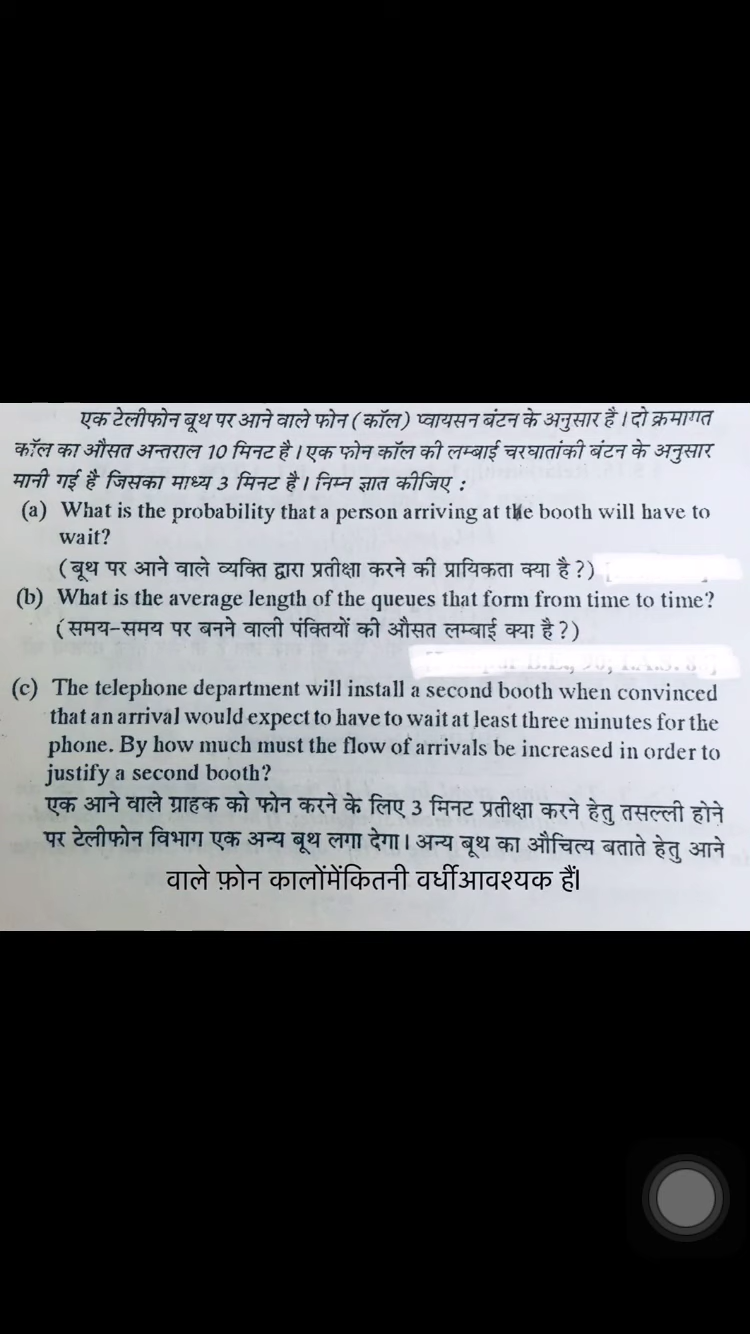 एक टेलीफोन बूथ पर आने वाले फोन (कॉल) प्वायसन बंटन के अनुसार है। दो क्रमागत
कॉल का औसत अन्तराल 10 मिनट है। एक फोन कॉल की लम्बाई चरघातांकी बंटन के अनुसार
मानी गई है जिसका माध्य 3 मिनट है। निम्न ज्ञात कीजिए :
(a) What is the probability that a person arriving at the booth will have to
wait?
(बूथ पर आने वाले व्यक्ति द्वारा प्रतीक्षा करने की प्रायिकता क्या है?)
(b) What is the average length of the queues that form from time to time?
(समय-समय पर बनने वाली पंक्तियों की औसत लम्बाई क्या है?)
(c) The telephone department will install a second booth when convinced
that an arrival would expect to have to wait at least three minutes for the
phone. By how much must the flow of arrivals be increased in order to
justify a second booth?
एक आने वाले ग्राहक को फोन करने के लिए 3 मिनट प्रतीक्षा करने हेतु तसल्ली होने
पर टेलीफोन विभाग एक अन्य बूथ लगा देगा। अन्य बूथ का औचित्य बताते हेतु आने
वाले फ़ोन कालोंमेंकितनी वर्धीआवश्यक हैं।